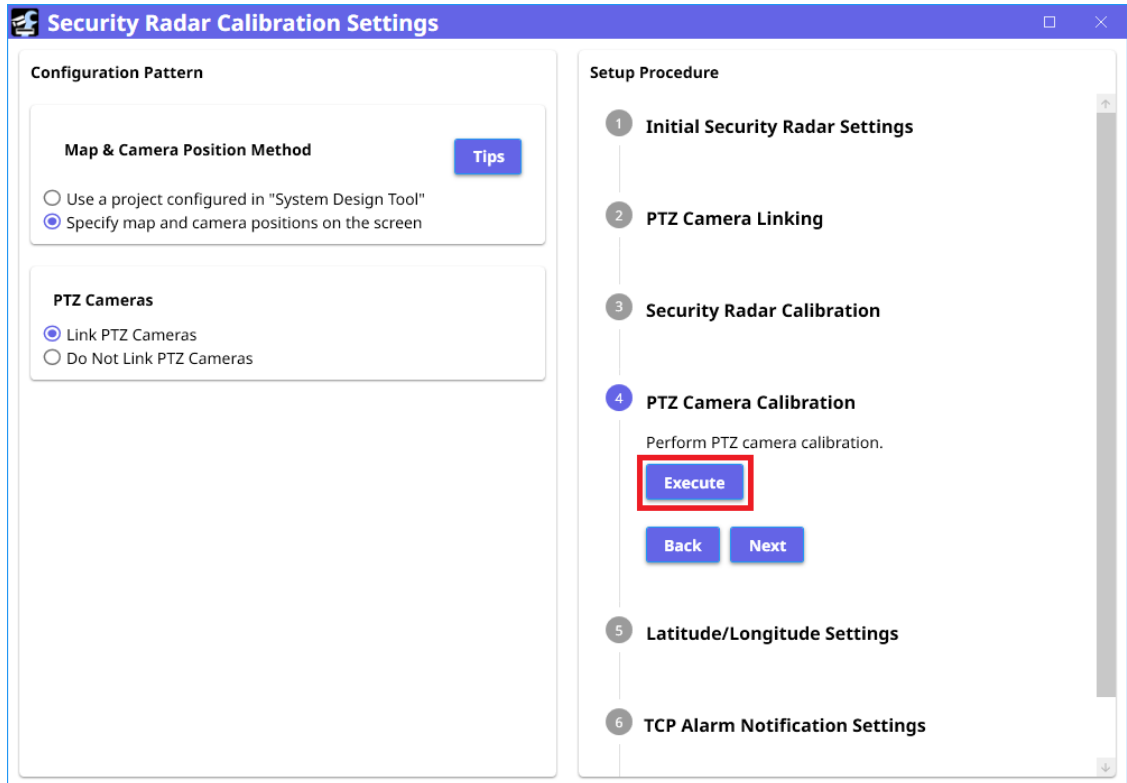 Security Radar Calibration Settings
Configuration Pattern
Map & Camera Position Method
Tips
Use a project configured in "System Design Tool"
Specify map and camera positions on the screen
PTZ Cameras
Link PTZ Cameras
Do Not Link PTZ Cameras
Setup Procedure
1 Initial Security Radar Settings
2 PTZ Camera Linking
3 Security Radar Calibration
4 PTZ Camera Calibration
Perform PTZ camera calibration.
Execute
Back Next
5 Latitude/Longitude Settings
6 TCP Alarm Notification Settings